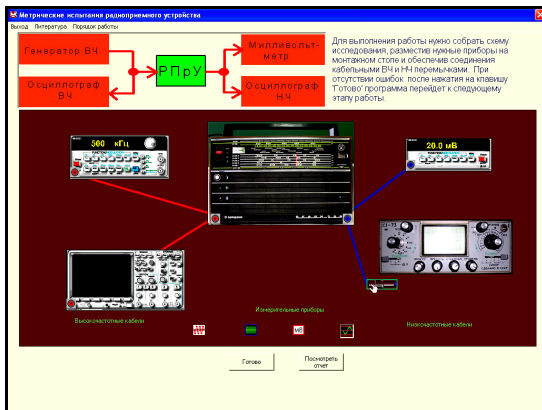 Метрические испытания радиоприемного устройства
Выход Литература Порядок работы
Генератор ВЧ
Осциллограф ВЧ
РПрУ
Милливольт-
метр
Осциллограф НЧ
Для выполнения работы нужно собрать схему
исследования, разместив нужные приборы на
монтажном столе и обеспечив соединения
кабельными ВЧ и НЧ перемычками. При
отсутствии ошибок после нажатия на клавишу
'Готово' программа перейдет к следующему
этапу работы.
500 кГц
20.0 мВ
С1-73
Измерительные приборы
Высокочастотные кабели
мВ
Низкочастотные кабели
Готово
Посмотреть
отчет